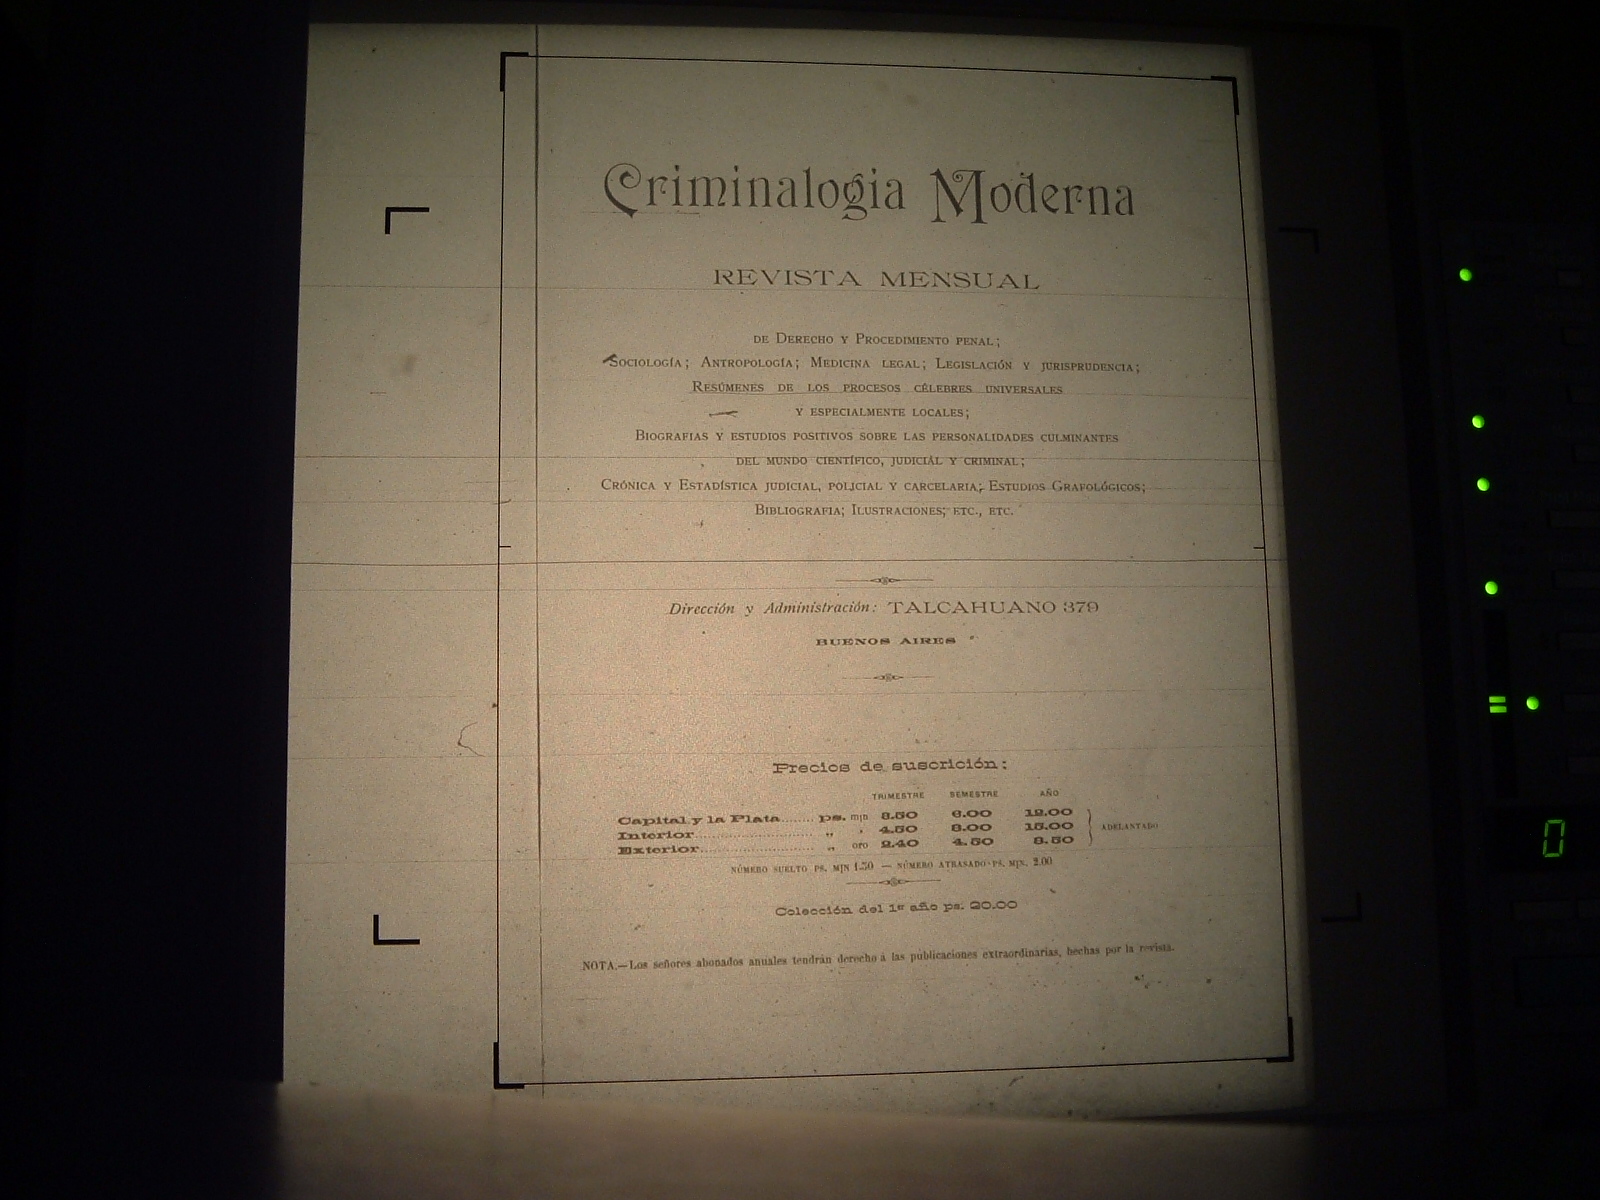 Criminalogia Moderna
REVISTA MENSUAL
DE DERECHO Y PROCEDIMIENTO PENAL;
SOCIOLOGÍA; ANTROPOLOGÍA; MEDICINA LEGAL; LEGISLACIÓN Y JURISPRUDENCIA;
RESÚMENES DE LOS PROCESOS CÉLEBRES UNIVERSALES
Y ESPECIALMENTE LOCALES;
BIOGRAFIAS Y ESTUDIOS POSITIVOS SOBRE LAS PERSONALIDADES CULMINANTES
DEL MUNDO CIENTÍFICO, JUDICIAL Y CRIMINAL;
CRÓNICA Y ESTADÍSTICA JUDICIAL, POLICIAL Y CARCELARIA; ESTUDIOS GRAFOLÓGICOS;
BIBLIOGRAFIA; ILUSTRACIONES; ETC., ETC.
Dirección y Administración: TALCAHUANO 379
BUENOS AIRES
Precios de suscrición:
TRIMESTRE SEMESTRE AÑO
Capital y la Plata........ ps. m|n 3.50 6.00 12.00
Interior............................ „ „ 4.50 8.00 15.00
Exterior........................... „ oro 2.40 4.50 8.50
ADELANTADO
NÚMERO SUELTO PS. M|N 1.50 — NÚMERO ATRASADO PS. M|N. 2.00
Colección del 1er año ps. 20.00
NOTA.—Los señores abonados anuales tendrán derecho á las publicaciones extraordinarias, hechas por la revista.
0